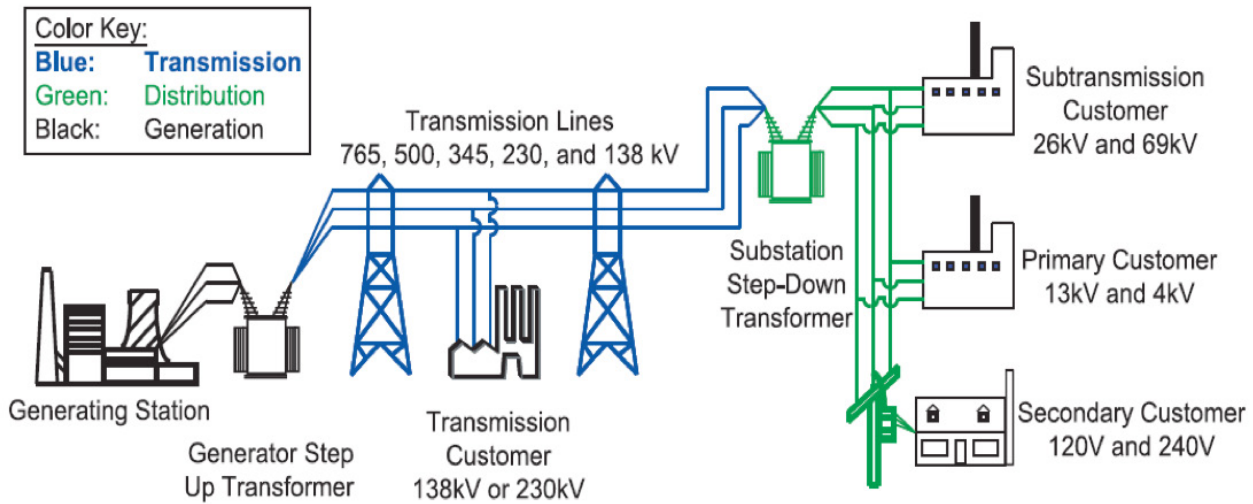 Color Key:
Blue: Transmission
Green: Distribution
Black: Generation
Transmission Lines
765, 500, 345, 230, and 138 kV
Subtransmission
Customer
26kV and 69kV
Substation
Step-Down
Transformer
Primary Customer
13kV and 4kV
Generating Station
Generator Step
Up Transformer
Transmission
Customer
138kV or 230kV
Secondary Customer
120V and 240V